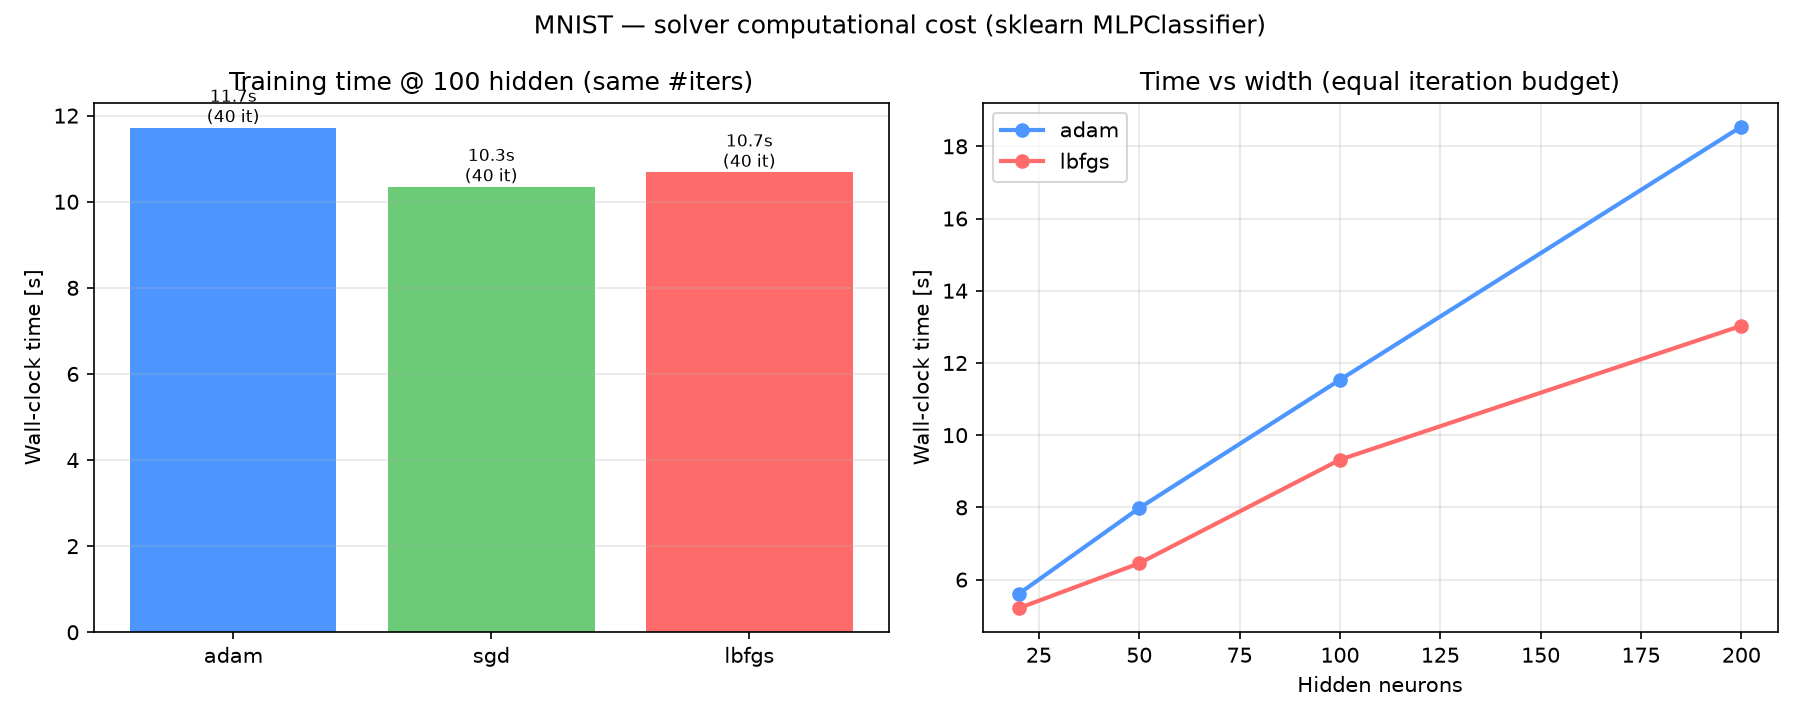 MNIST — solver computational cost (sklearn MLPClassifier)
Training time @ 100 hidden (same #iters)
Wall-clock time [s]
12
10
8
6
4
2
0
11.7s
(40 it)
10.3s
(40 it)
10.7s
(40 it)
adam
sgd
lbfgs
Time vs width (equal iteration budget)
adam
lbfgs
Wall-clock time [s]
18
16
14
12
10
8
6
25
50
75
100
125
150
175
200
Hidden neurons